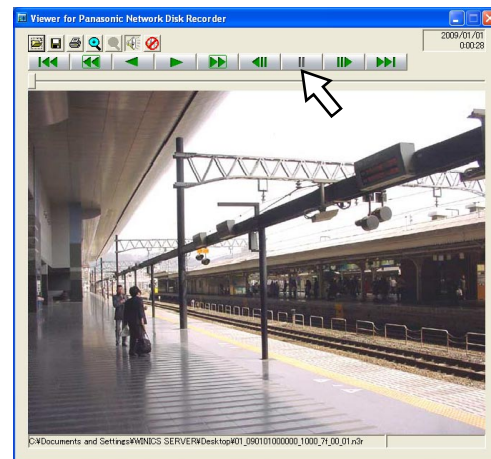 Viewer for Panasonic Network Disk Recorder
2009/01/01
0:00:28
C:¥Documents and Settings¥WINICS SERVER¥Desktop¥01_090101000000_1000_7f_00_01.n3r